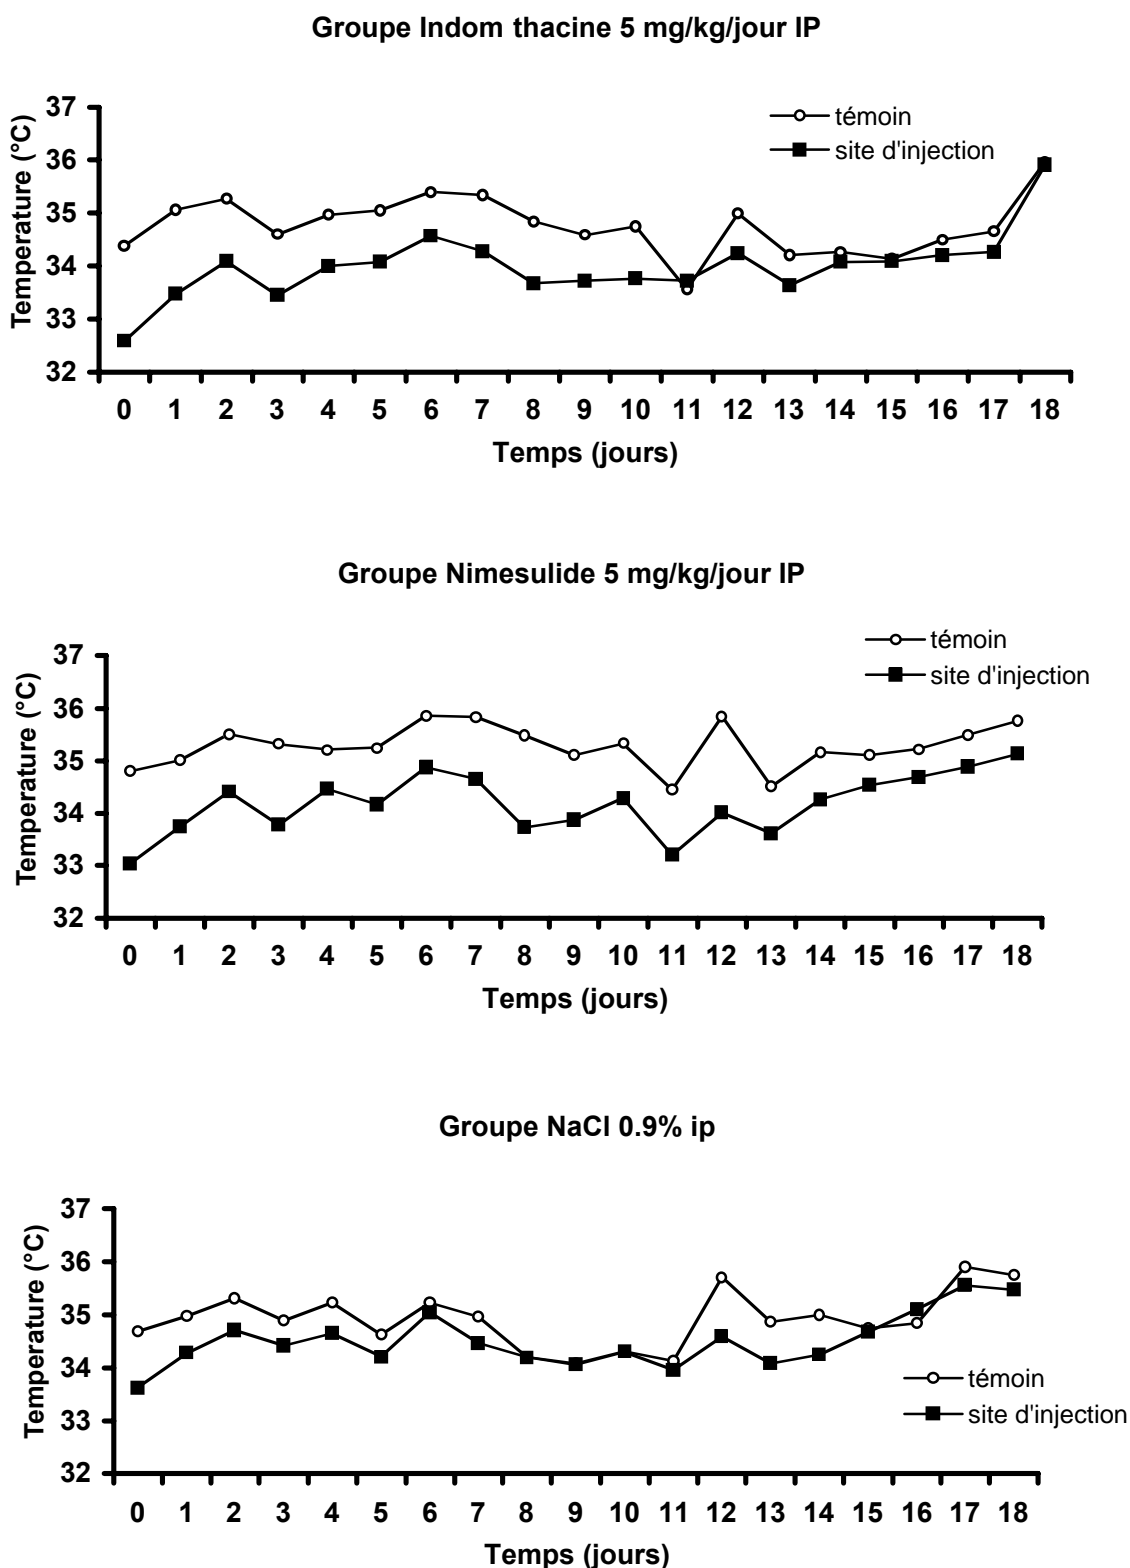 Groupe Indom thacine 5 mg/kg/jour IP
témoin
site d'injection
Temperature (°C)
37
36
35
34
33
32
0 1 2 3 4 5 6 7 8 9 10 11 12 13 14 15 16 17 18
Temps (jours)
Groupe Nimesulide 5 mg/kg/jour IP
témoin
site d'injection
Temperature (°C)
37
36
35
34
33
32
0 1 2 3 4 5 6 7 8 9 10 11 12 13 14 15 16 17 18
Temps (jours)
Groupe NaCl 0.9% ip
Temperature (°C)
37
36
35
34
33
32
témoin
site d'injection
0 1 2 3 4 5 6 7 8 9 10 11 12 13 14 15 16 17 18
Temps (jours)